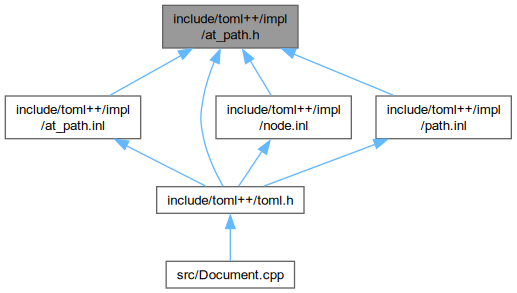 include/toml++/impl
/at_path.h
include/toml++/impl
/at_path.inl
include/toml++/impl
/node.inl
include/toml++/impl
/path.inl
include/toml++/toml.h
src/Document.cpp